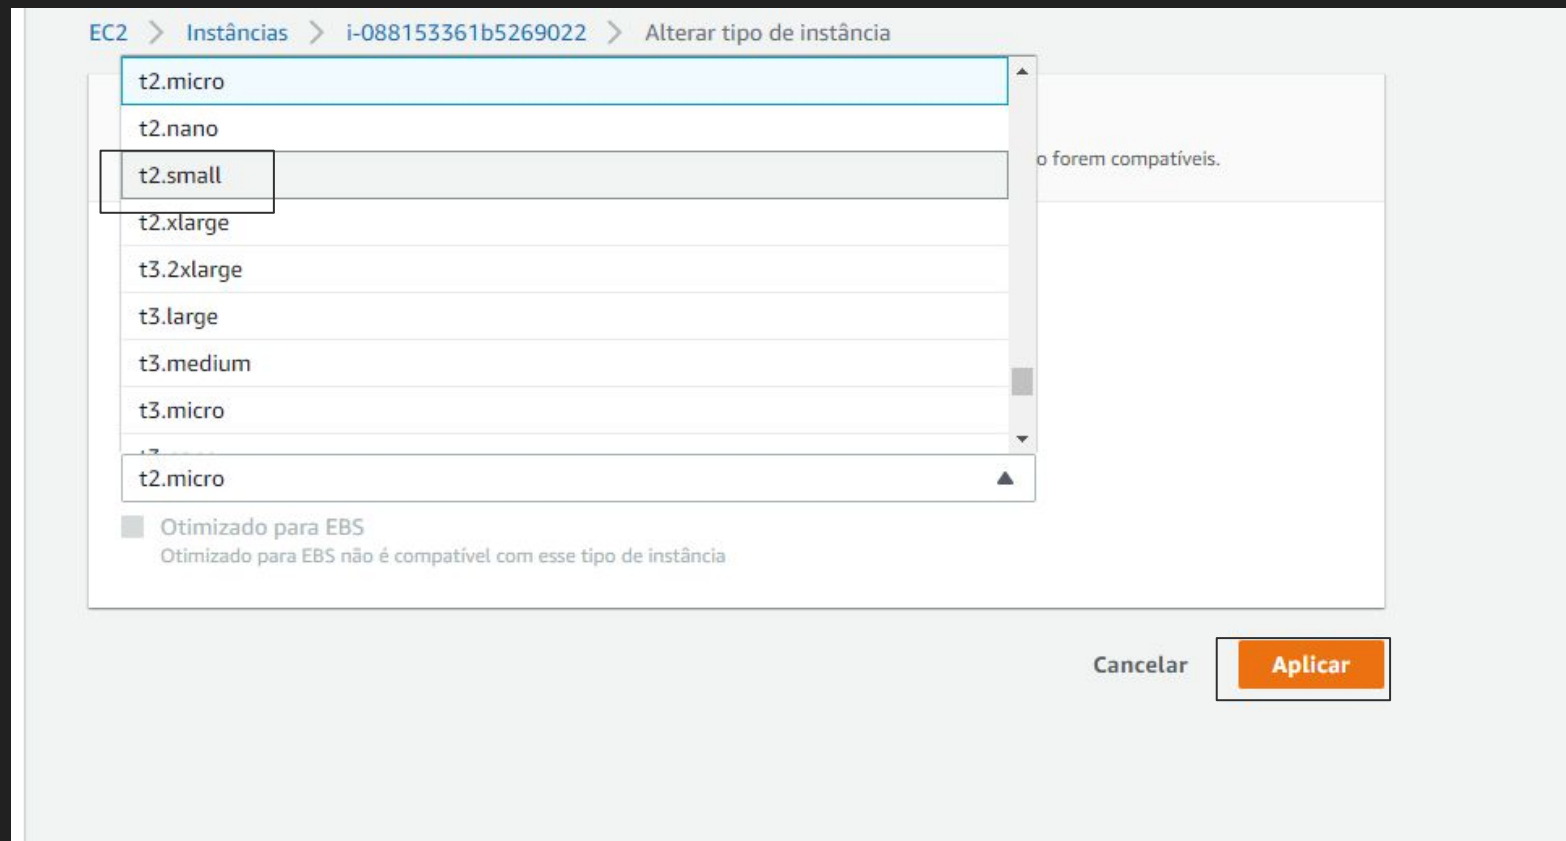 EC2 > Instâncias > i-088153361b5269022 > Alterar tipo de instância
t2.micro
t2.nano
o forem compatíveis.
t2.small
t2.xlarge
t3.2xlarge
t3.large
t3.medium
t3.micro
t2.micro
Otimizado para EBS
Otimizado para EBS não é compatível com esse tipo de instância
Cancelar
Aplicar